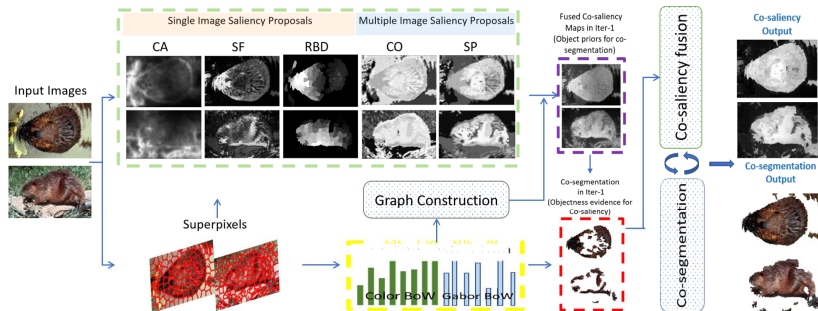 Single Image Saliency Proposals
Multiple Image Saliency Proposals
CA
SF
RBD
CO
SP
Input Images
Superpixels
Graph Construction
Color BoW
Gabor BoW
Fused Co-saliency
Maps in Iter-1
(Object priors for co-
segmentation)
Co-segmentation
in Iter-1
(Objectness evidence for
Co-saliency)
Co-saliency fusion
Co-segmentation
Co-saliency
Output
Co-segmentation
Output